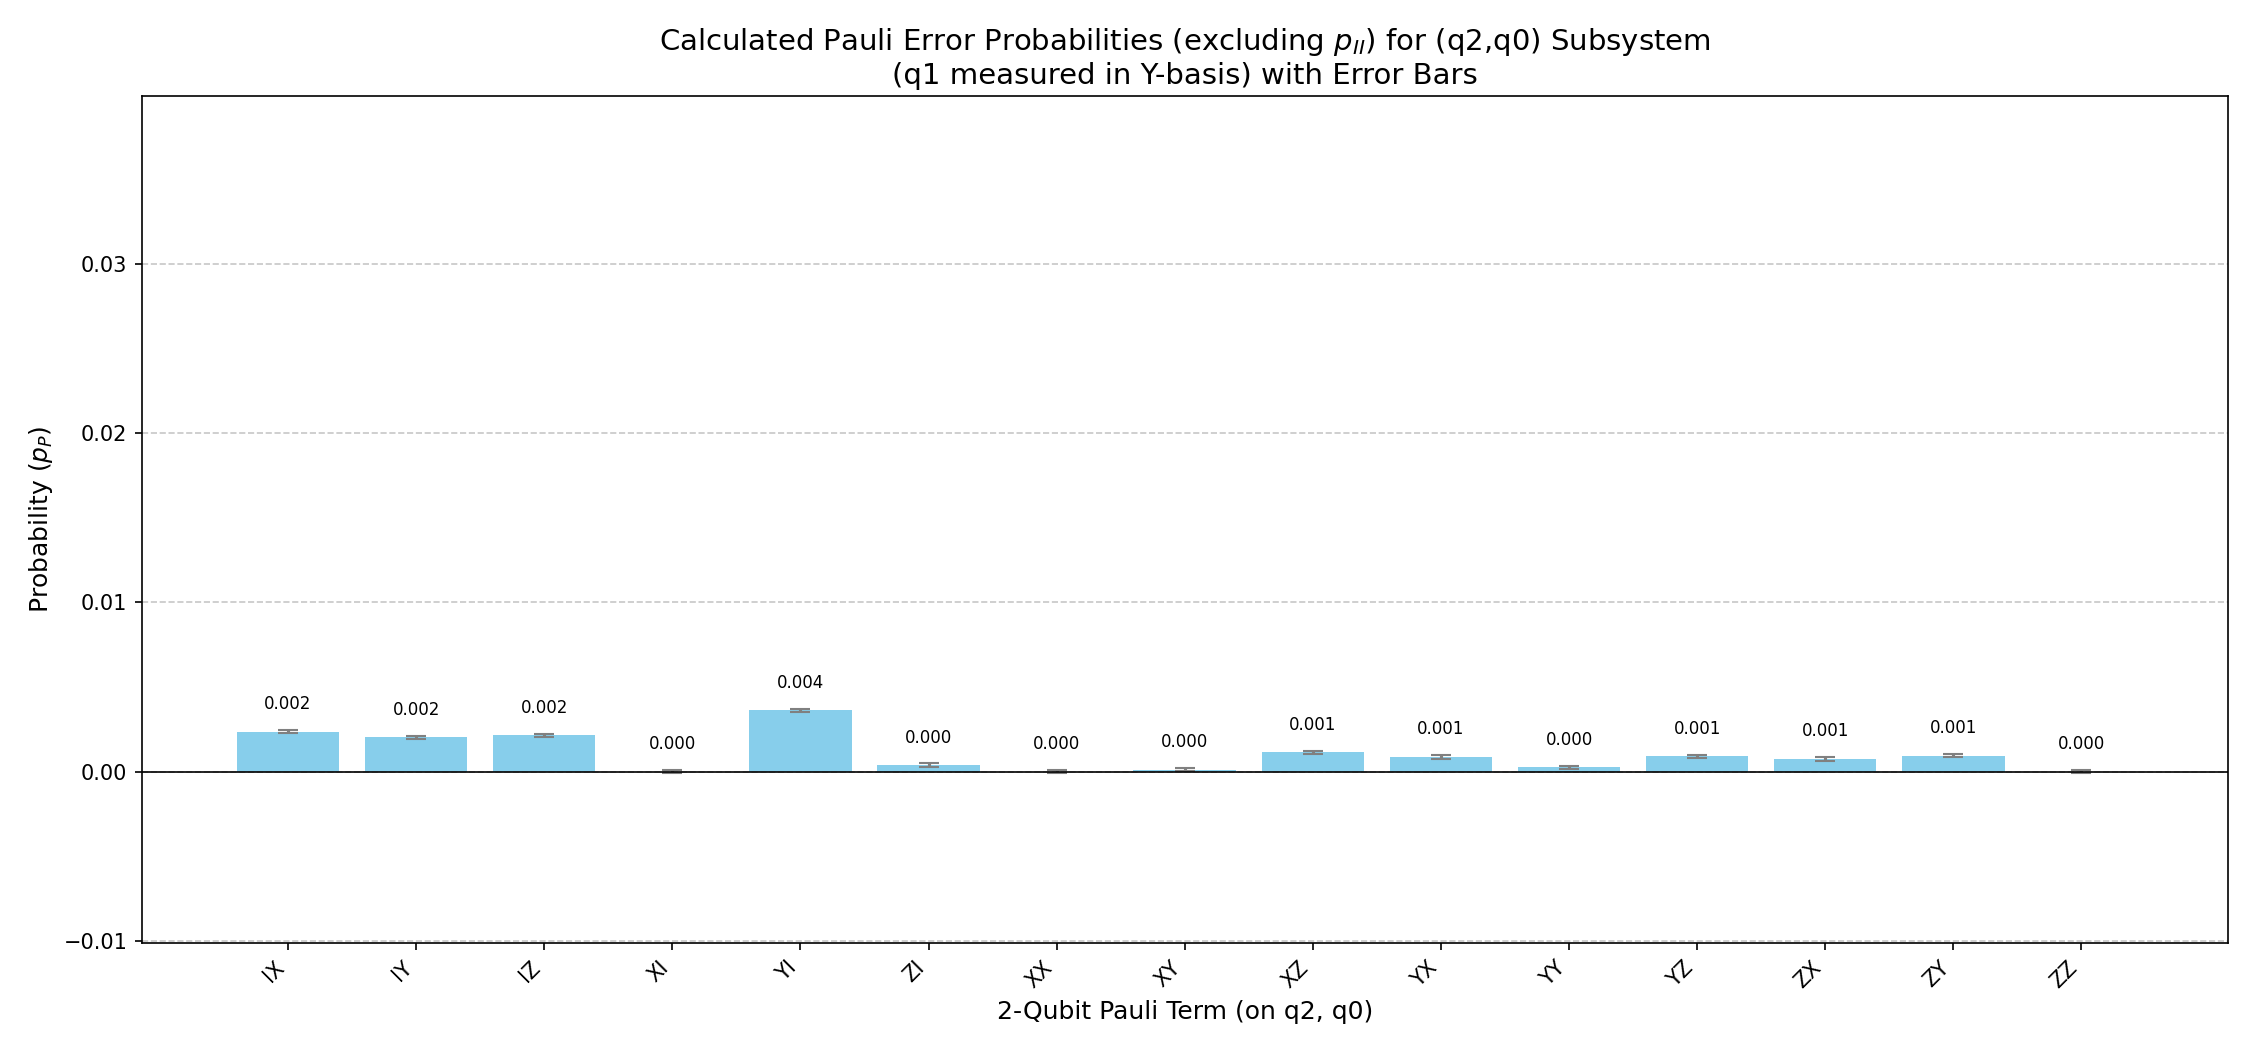 Calculated Pauli Error Probabilities (excluding p_II) for (q2,q0) Subsystem
(q1 measured in Y-basis) with Error Bars
Probability (p_P)
0.03
0.02
0.01
0.00
−0.01
0.002
0.002
0.002
0.000
0.004
0.000
0.000
0.000
0.001
0.001
0.000
0.001
0.001
0.001
0.000
IX
IY
IZ
XI
YI
ZI
XX
XY
XZ
YX
YY
YZ
ZX
ZY
ZZ
2-Qubit Pauli Term (on q2, q0)